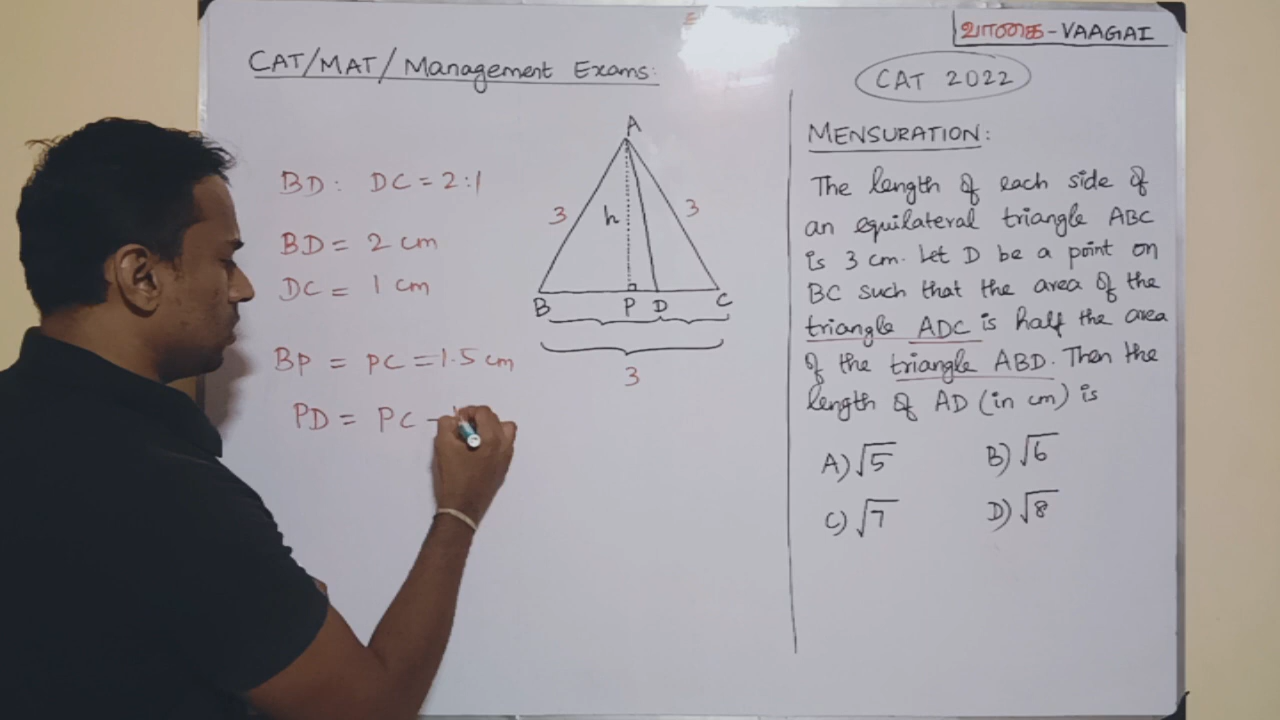 வாகை - VAAGAI
CAT/MAT/Management Exams:
BD: DC = 2:1
BD = 2 cm
DC = 1 cm
BP = PC = 1.5 cm
PD = PC -
A
3
h
3
B
P
D
C
3
CAT 2022
MENSURATION:
The length of each side of
an equilateral triangle ABC
is 3 cm. Let D be a point on
BC such that the area of the
triangle ADC is half the area
of the triangle ABD. Then the
length of AD (in cm) is
A) √5
B) √6
C) √7
D) √8